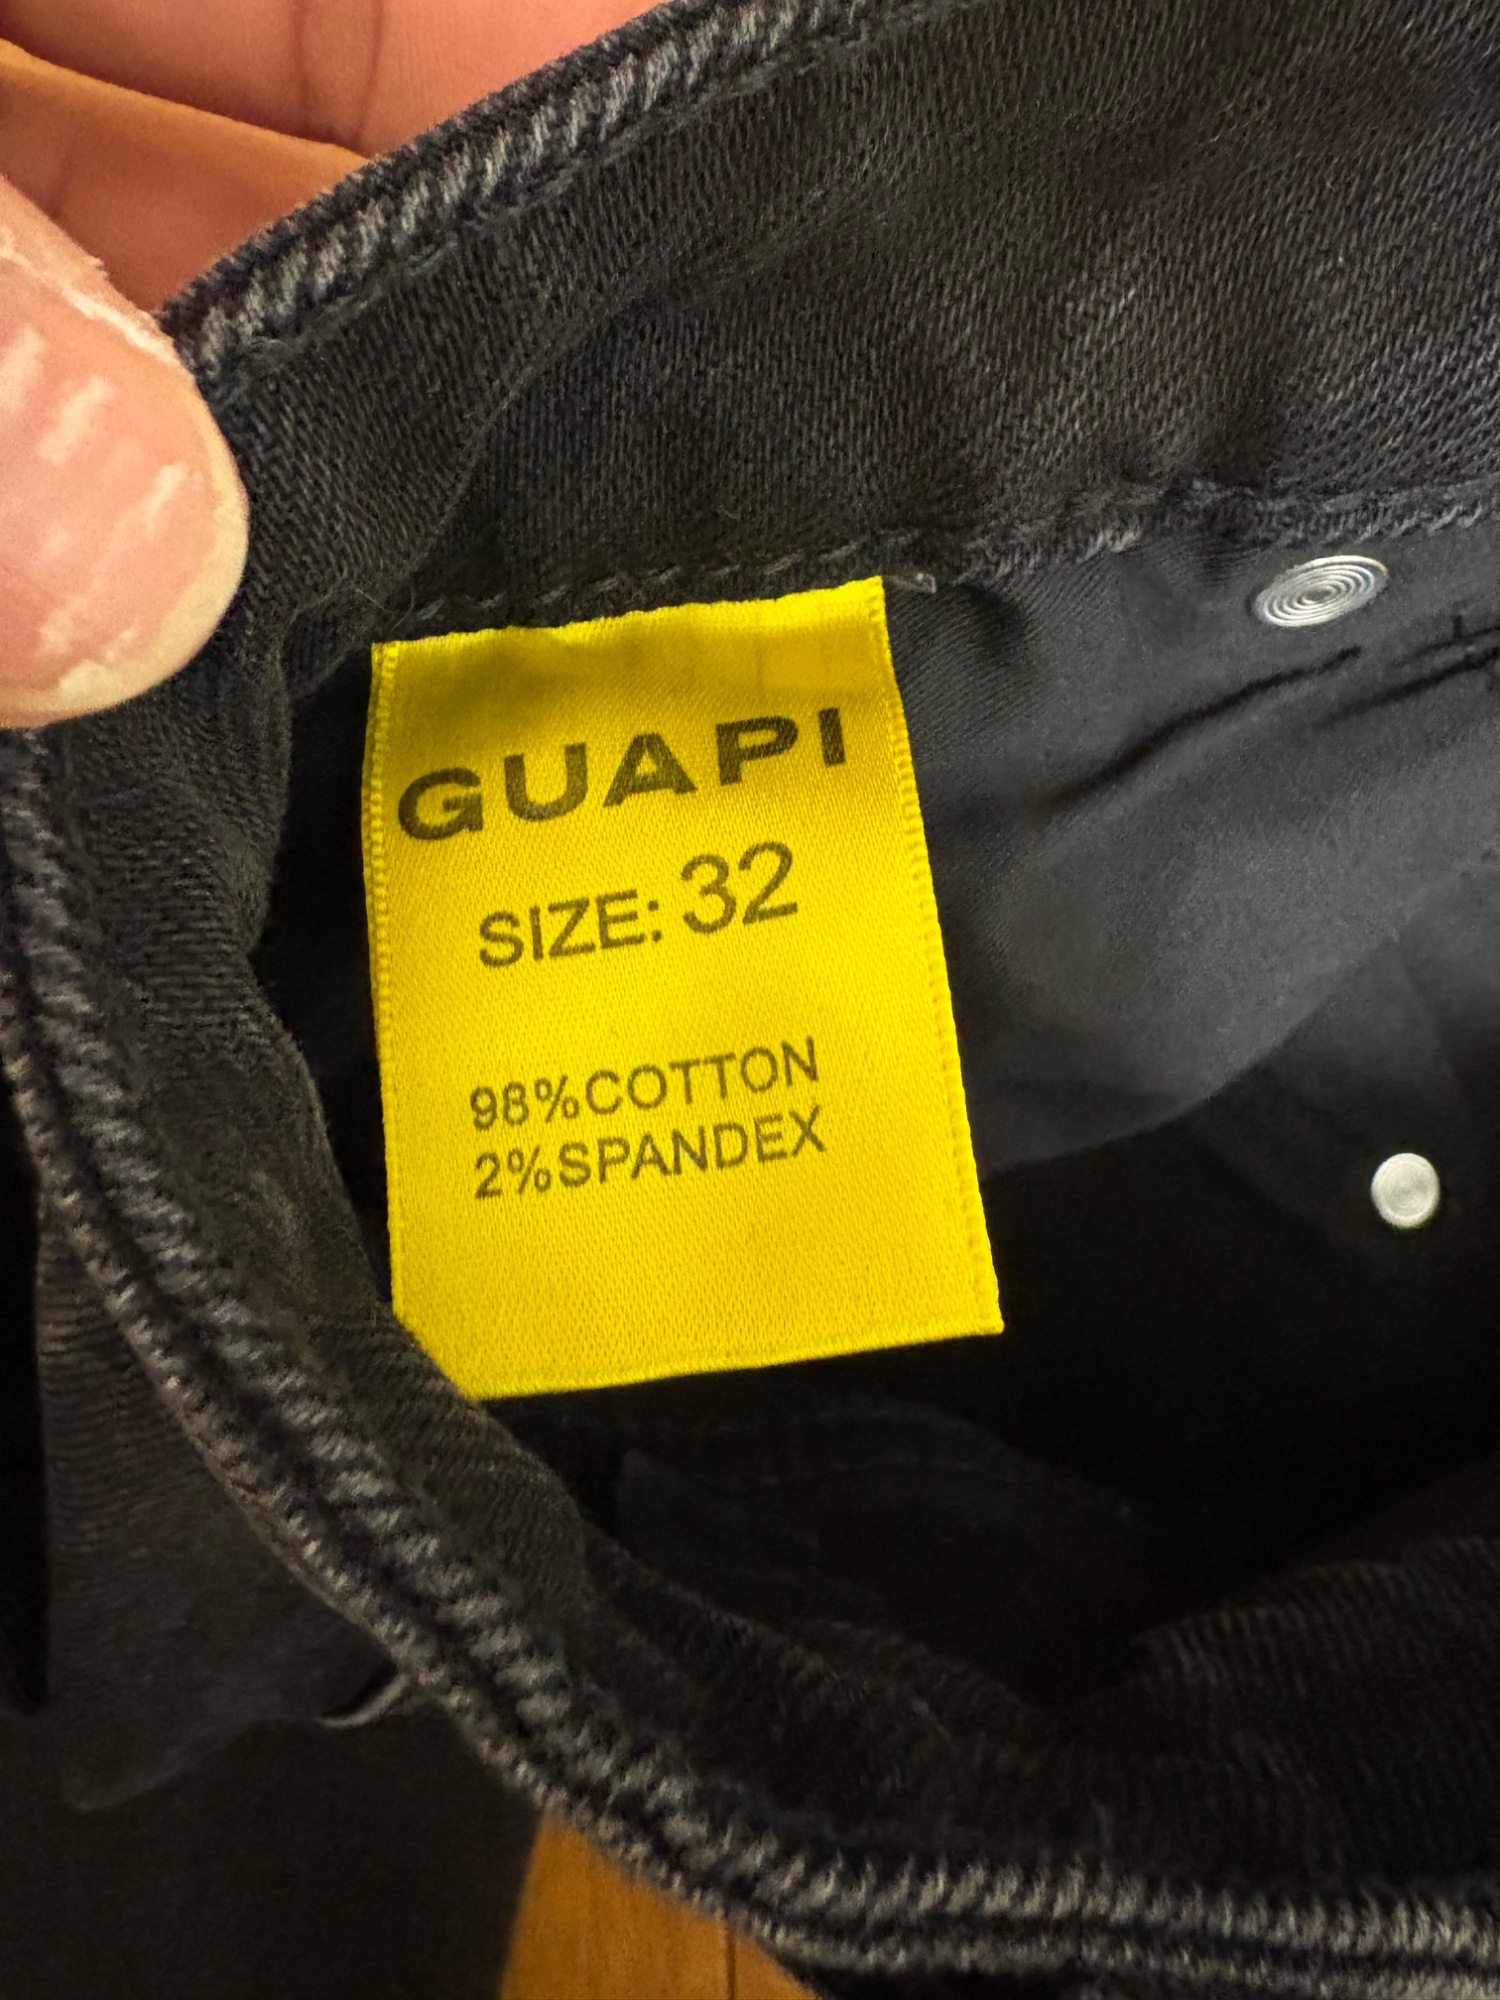 GUAPI
SIZE: 32
98%COTTON
2%SPANDEX